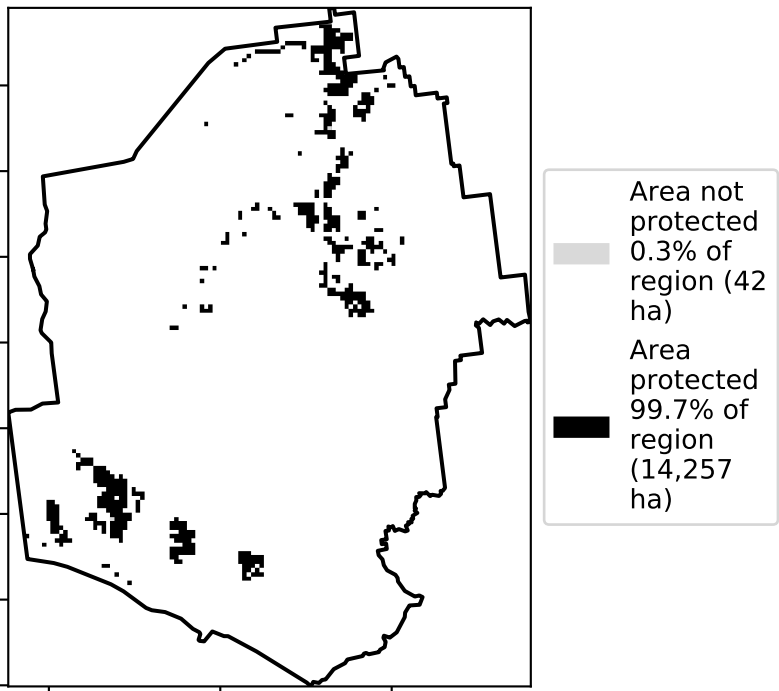 Area not
protected
0.3% of
region (42
ha)
Area
protected
99.7% of
region
(14,257
ha)